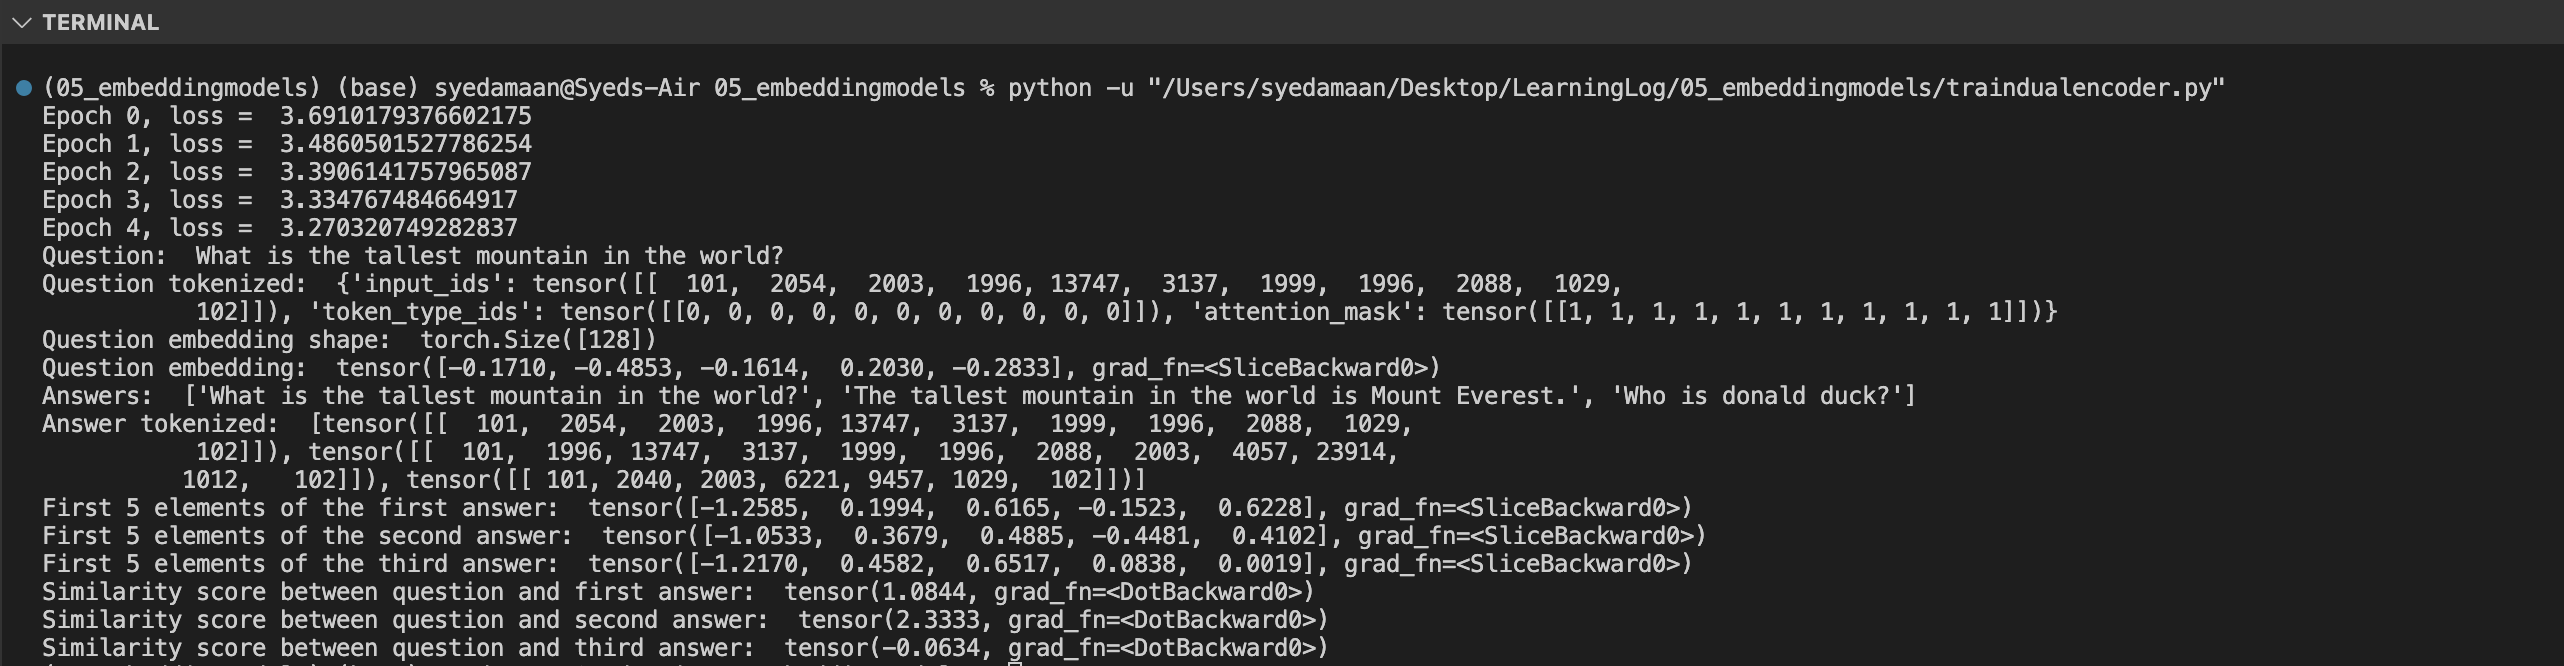 TERMINAL
(05_embeddingmodels) (base) syedamaan@Syeds-Air 05_embeddingmodels % python -u "/Users/syedamaan/Desktop/LearningLog/05_embeddingmodels/traindualencoder.py"
Epoch 0, loss =  3.6910179376602175
Epoch 1, loss =  3.4860501527786254
Epoch 2, loss =  3.3906141757965087
Epoch 3, loss =  3.334767484664917
Epoch 4, loss =  3.270320749282837
Question:  What is the tallest mountain in the world?
Question tokenized:  {'input_ids': tensor([[  101,  2054,  2003,  1996, 13747,  3137,  1999,  1996,  2088,  1029,
           102]]), 'token_type_ids': tensor([[0, 0, 0, 0, 0, 0, 0, 0, 0, 0, 0]]), 'attention_mask': tensor([[1, 1, 1, 1, 1, 1, 1, 1, 1, 1, 1]])}
Question embedding shape:  torch.Size([128])
Question embedding:  tensor([-0.1710, -0.4853, -0.1614,  0.2030, -0.2833], grad_fn=<SliceBackward0>)
Answers:  ['What is the tallest mountain in the world?', 'The tallest mountain in the world is Mount Everest.', 'Who is donald duck?']
Answer tokenized:  [tensor([[  101,  2054,  2003,  1996, 13747,  3137,  1999,  1996,  2088,  1029,
           102]]), tensor([[  101,  1996, 13747,  3137,  1999,  1996,  2088,  2003,  4057, 23914,
          1012,   102]]), tensor([[ 101, 2040, 2003, 6221, 9457, 1029,  102]])]
First 5 elements of the first answer:  tensor([-1.2585,  0.1994,  0.6165, -0.1523,  0.6228], grad_fn=<SliceBackward0>)
First 5 elements of the second answer:  tensor([-1.0533,  0.3679,  0.4885, -0.4481,  0.4102], grad_fn=<SliceBackward0>)
First 5 elements of the third answer:  tensor([-1.2170,  0.4582,  0.6517,  0.0838,  0.0019], grad_fn=<SliceBackward0>)
Similarity score between question and first answer:  tensor(1.0844, grad_fn=<DotBackward0>)
Similarity score between question and second answer:  tensor(2.3333, grad_fn=<DotBackward0>)
Similarity score between question and third answer:  tensor(-0.0634, grad_fn=<DotBackward0>)